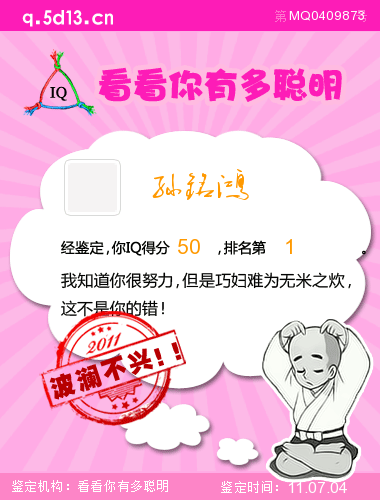 q.5d13.cn
第MQ0409873号
IQ
看看你有多聪明
孙铭鸿
经鉴定,你IQ得分 50 ,排名第 1 。
我知道你很努力,但是巧妇难为无米之炊,
这不是你的错!
2011
波澜不兴!!
鉴定机构：看看你有多聪明
鉴定时间：11.07.04